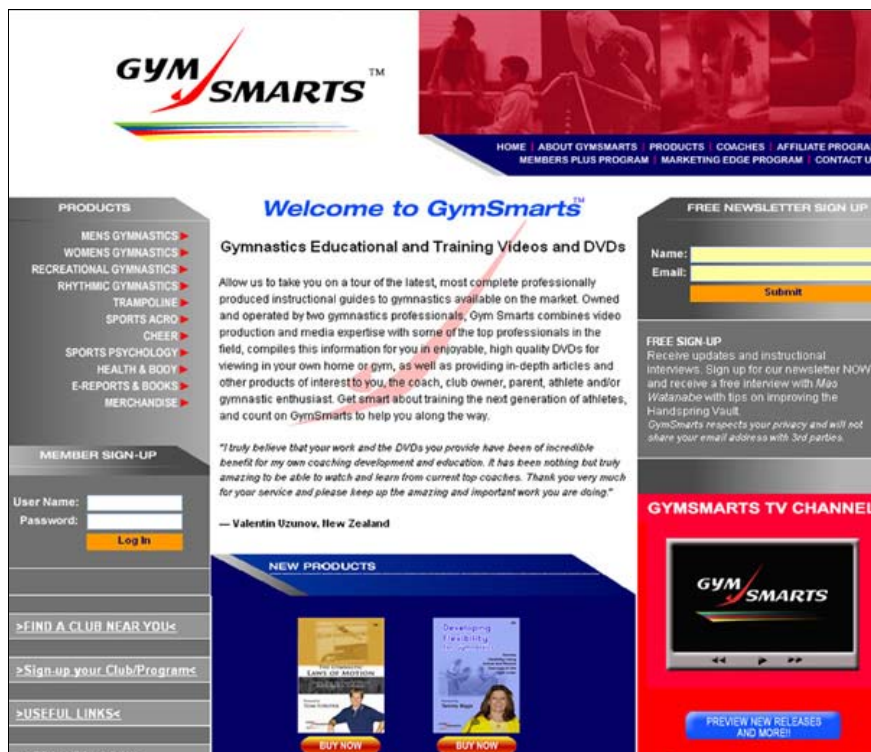 GYM SMARTS™
HOME | ABOUT GYMSMARTS | PRODUCTS | COACHES | AFFILIATE PROGRA
MEMBERS PLUS PROGRAM | MARKETING EDGE PROGRAM | CONTACT U
PRODUCTS
MENS GYMNASTICS
WOMENS GYMNASTICS
RECREATIONAL GYMNASTICS
RHYTHMIC GYMNASTICS
TRAMPOLINE
SPORTS ACRO
CHEER
SPORTS PSYCHOLOGY
HEALTH & BODY
E-REPORTS & BOOKS
MERCHANDISE
MEMBER SIGN-UP
User Name:
Password:
Log In
>FIND A CLUB NEAR YOU<
>Sign-up your Club/Program<
>USEFUL LINKS<
Welcome to GymSmarts™
Gymnastics Educational and Training Videos and DVDs
Allow us to take you on a tour of the latest, most complete professionally
produced instructional guides to gymnastics available on the market. Owned
and operated by two gymnastics professionals, Gym Smarts combines video
production and media expertise with some of the top professionals in the
field, compiles this information for you in enjoyable, high quality DVDs for
viewing in your own home or gym, as well as providing in-depth articles and
other products of interest to you, the coach, club owner, parent, athlete and/or
gymnastic enthusiast. Get smart about training the next generation of athletes,
and count on GymSmarts to help you along the way.
"I truly believe that your work and the DVDs you provide have been of incredible
benefit for my own coaching development and education. It has been nothing but truly
amazing to be able to watch and learn from current top coaches. Thank you very much
for your service and please keep up the amazing and important work you are doing."
— Valentin Uzunov, New Zealand
NEW PRODUCTS
LAWS OF MOTION
BUY NOW
Developing
Flexibility
for Gymnasts
BUY NOW
FREE NEWSLETTER SIGN UP
Name:
Email:
Submit
FREE SIGN-UP
Receive updates and instructional
interviews. Sign up for our newsletter NOW
and receive a free interview with Mas
Watanabe with tips on improving the
Handspring Vault.
GymSmarts respects your privacy and will not
share your email address with 3rd parties.
GYMSMARTS TV CHANNEL
GYM SMARTS
PREVIEW NEW RELEASES
AND MORE!!